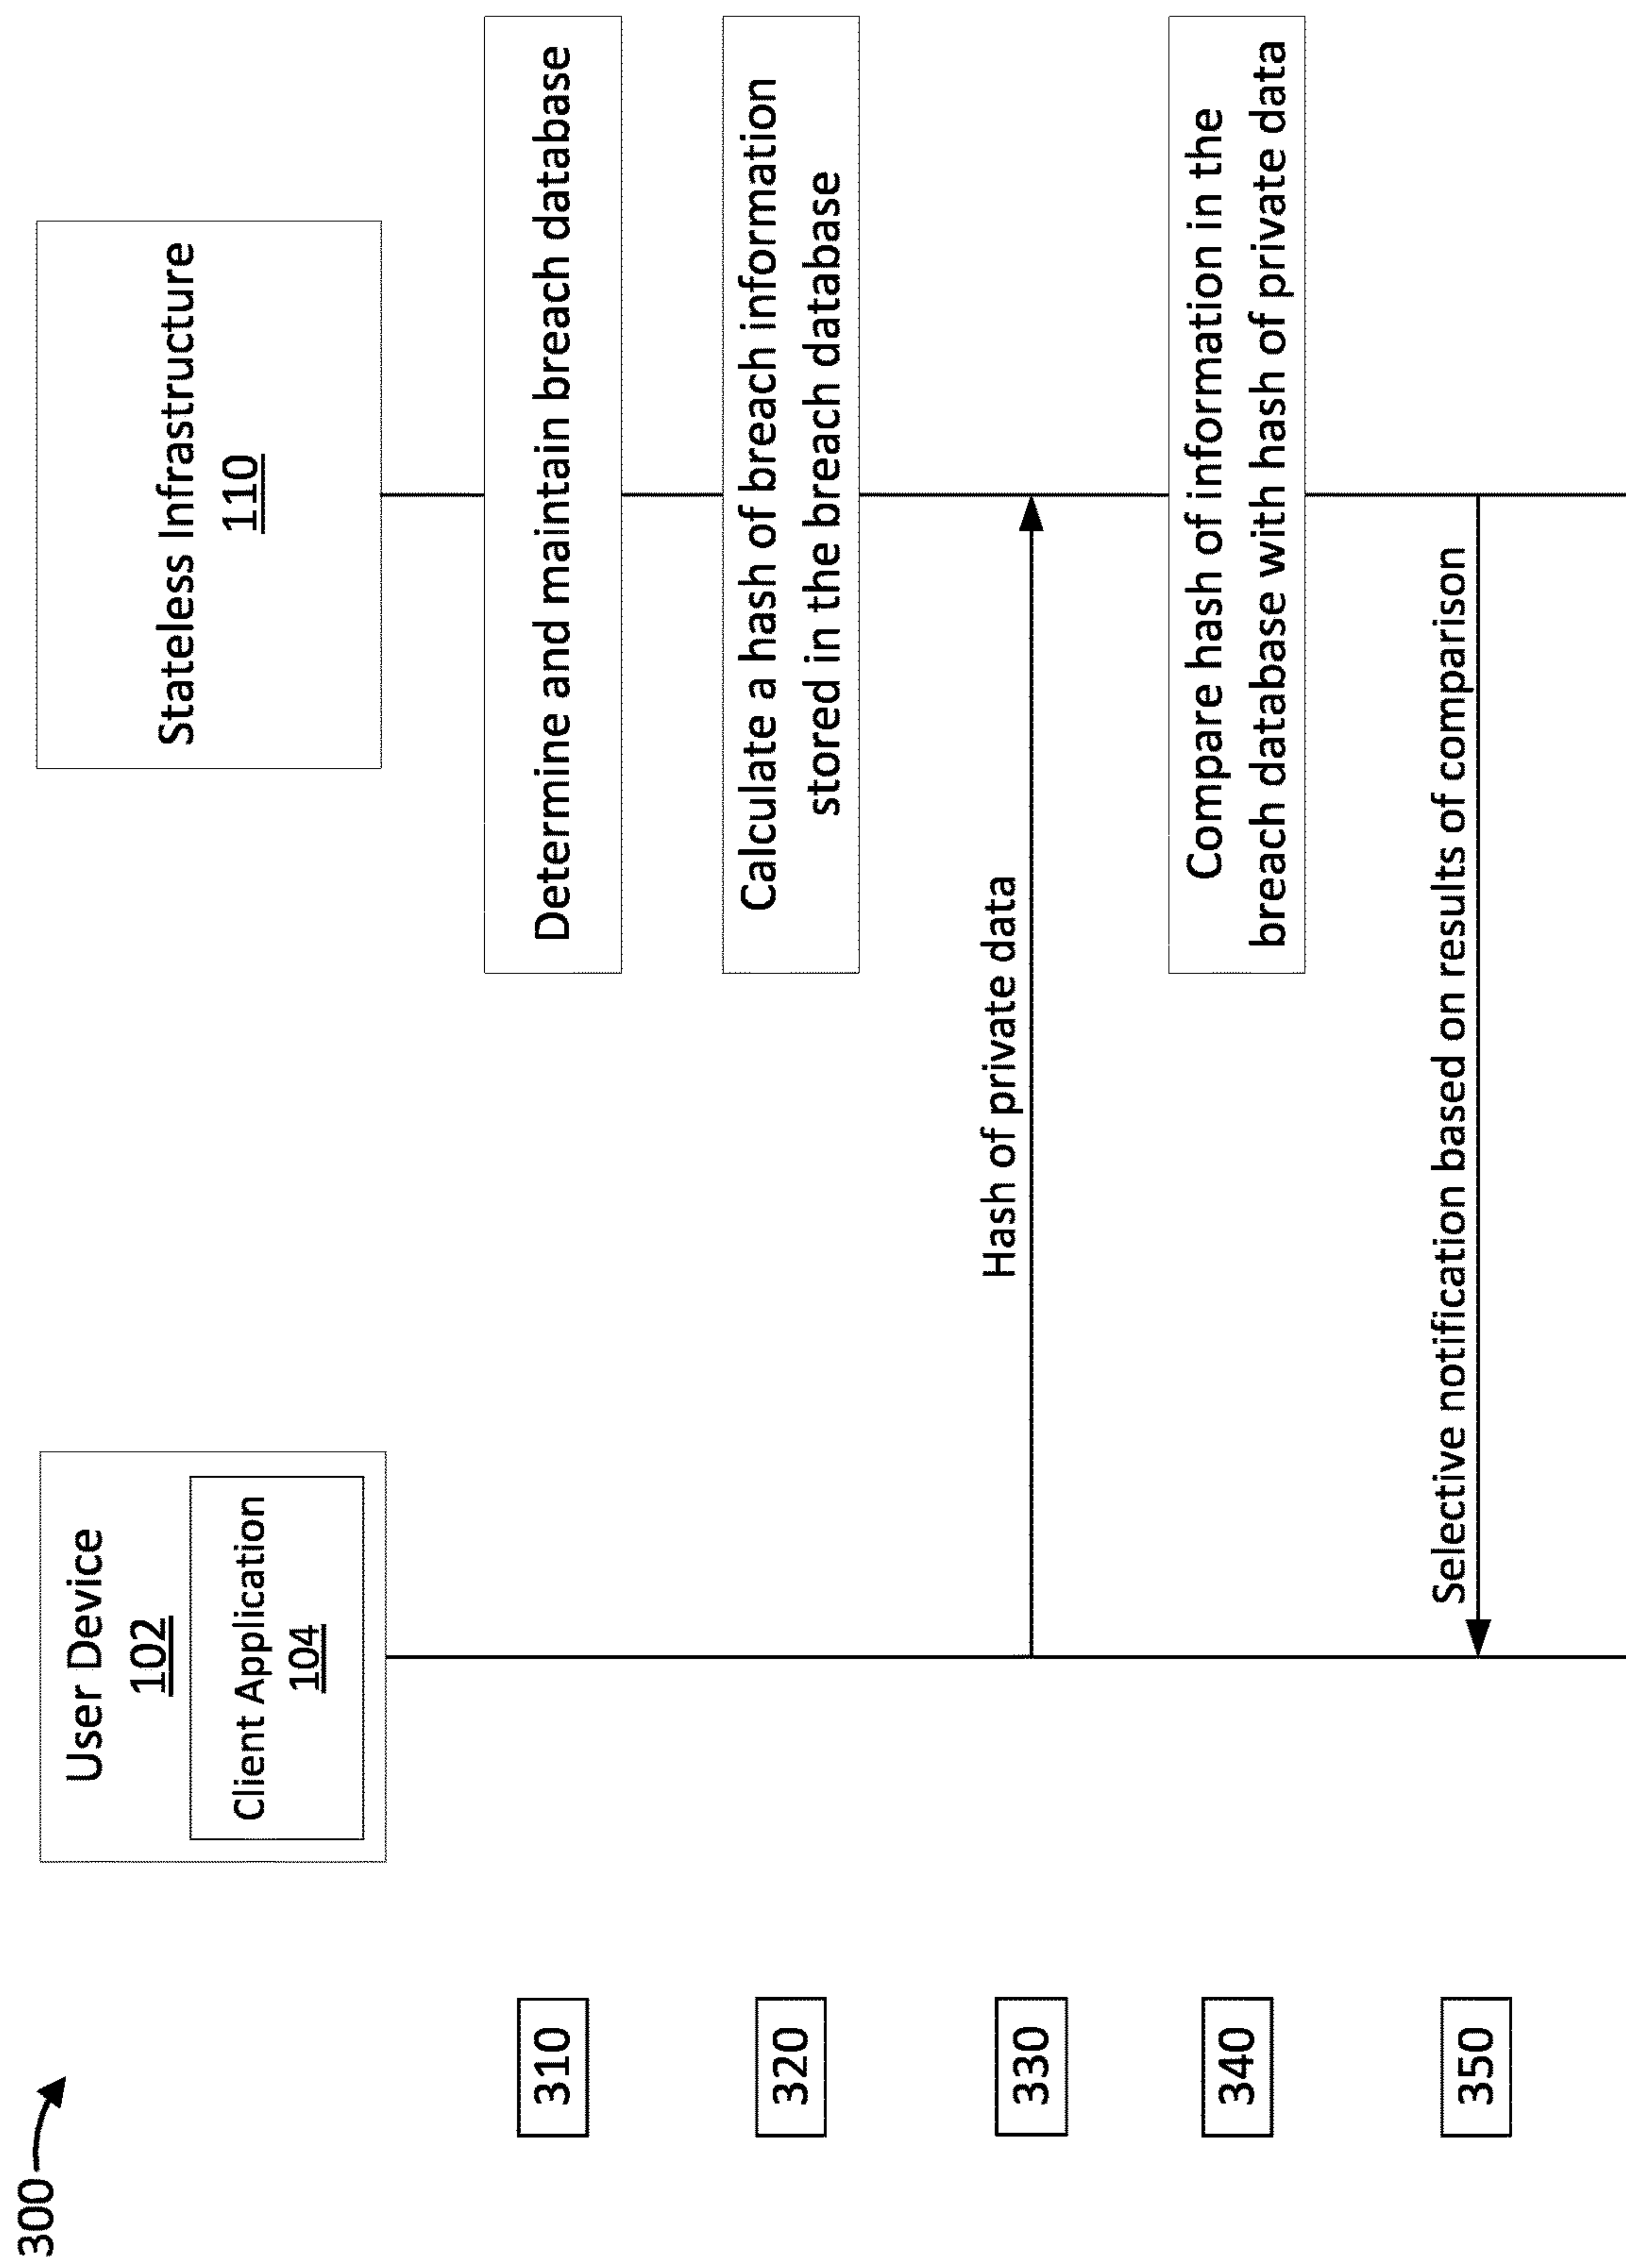 300
User Device
102
Client Application
104
Stateless Infrastructure
110
310
Determine and maintain breach database
320
Calculate a hash of breach information
stored in the breach database
330
Hash of private data
340
Compare hash of information in the
breach database with hash of private data
350
Selective notification based on results of comparison